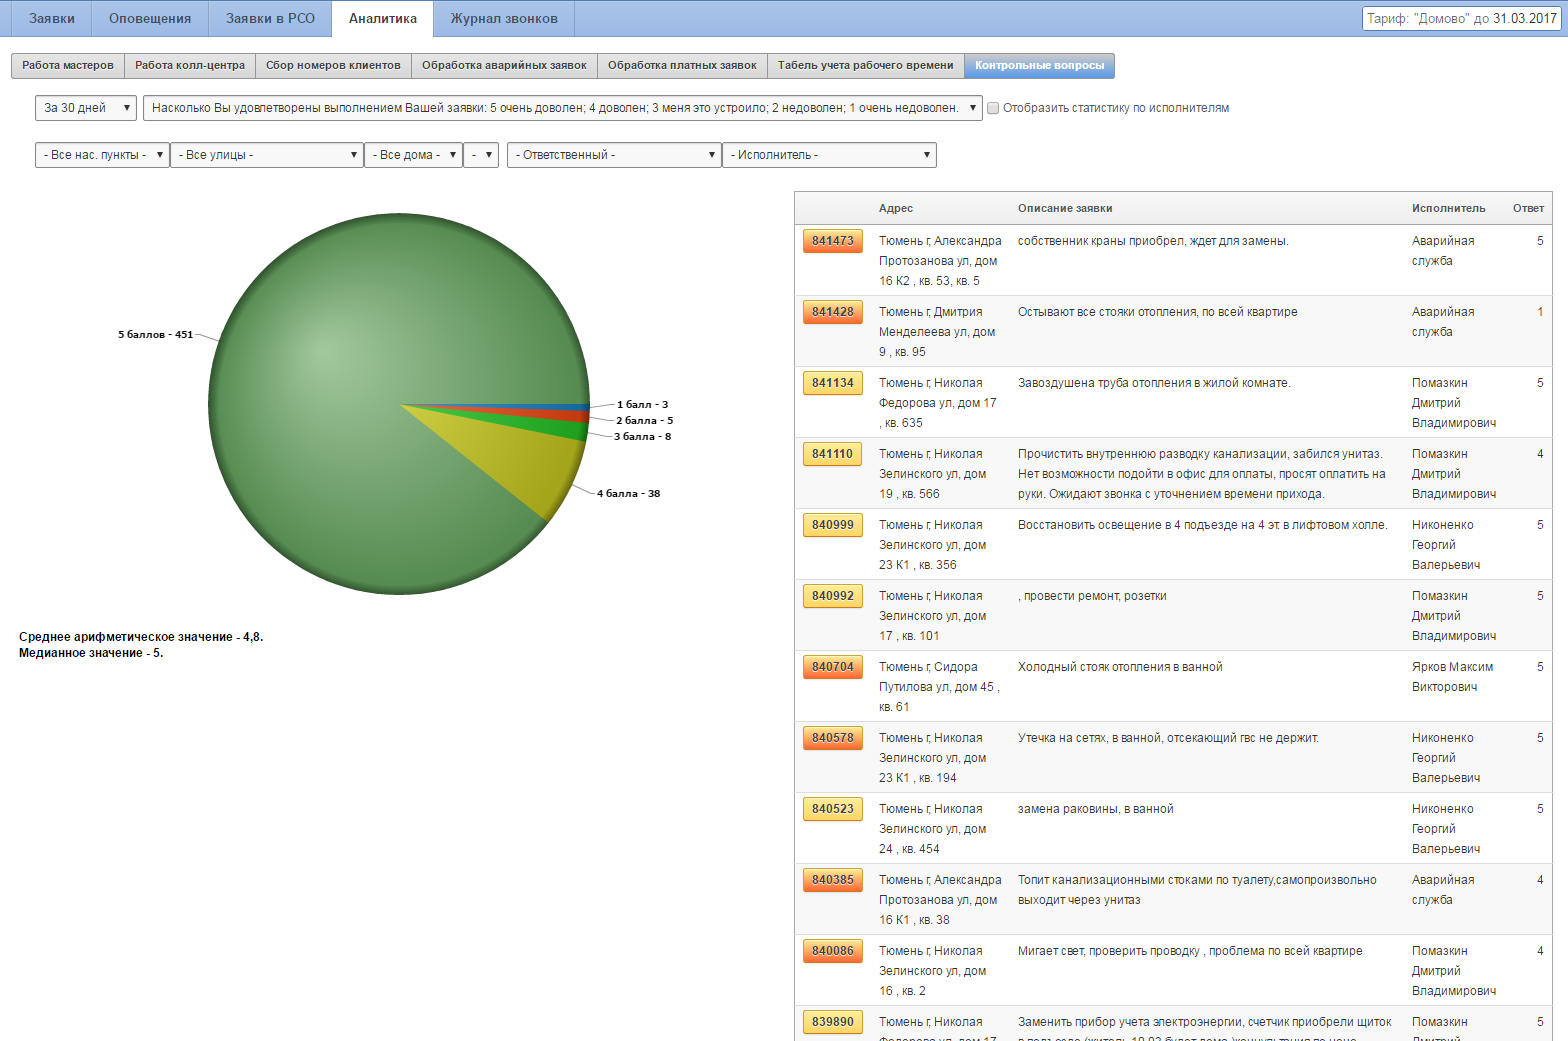 Заявки Оповещения Заявки в РСО Аналитика Журнал звонков Тариф: "Домово" до 31.03.2017
Работа мастеров Работа колл-центра Сбор номеров клиентов Обработка аварийных заявок Обработка платных заявок Табель учета рабочего времени Контрольные вопросы
За 30 дней Насколько Вы удовлетворены выполнением Вашей заявки: 5 очень доволен; 4 доволен; 3 меня это устроило; 2 недоволен; 1 очень недоволен. Отобразить статистику по исполнителям
- Все нас. пункты - - Все улицы - - Все дома - - - Ответственный - - Исполнитель -
5 баллов - 451
1 балл - 3
2 балла - 5
3 балла - 8
4 балла - 38
Среднее арифметическое значение - 4,8.
Медианное значение - 5.
Адрес Описание заявки Исполнитель Ответ
841473 Тюмень г, Александра собственник краны приобрел, ждет для замены. Аварийная 5
Протозанова ул, дом служба
16 К2 , кв. 53, кв. 5
841428 Тюмень г, Дмитрия Остывают все стояки отопления, по всей квартире Аварийная 1
Менделеева ул, дом служба
9 , кв. 95
841134 Тюмень г, Николая Завоздушена труба отопления в жилой комнате. Помазкин 5
Федорова ул, дом 17 Дмитрий
, кв. 635 Владимирович
841110 Тюмень г, Николая Прочистить внутреннюю разводку канализации, забился унитаз. Помазкин 4
Зелинского ул, дом Нет возможности подойти в офис для оплаты, просят оплатить на Дмитрий
19 , кв. 566 руки. Ожидают звонка с уточнением времени прихода. Владимирович
840999 Тюмень г, Николая Восстановить освещение в 4 подъезде на 4 эт. в лифтовом холле. Никоненко 5
Зелинского ул, дом Георгий
23 К1 , кв. 356 Валерьевич
840992 Тюмень г, Николая , провести ремонт, розетки Помазкин 5
Зелинского ул, дом Дмитрий
17 , кв. 101 Владимирович
840704 Тюмень г, Сидора Холодный стояк отопления в ванной Ярков Максим 5
Путилова ул, дом 45 , Викторович
кв. 61
840578 Тюмень г, Николая Утечка на сетях, в ванной, отсекающий гвс не держит. Никоненко 5
Зелинского ул, дом Георгий
23 К1 , кв. 194 Валерьевич
840523 Тюмень г, Николая замена раковины, в ванной Никоненко 5
Зелинского ул, дом Георгий
24 , кв. 454 Валерьевич
840385 Тюмень г, Александра Топит канализационными стоками по туалету,самопроизвольно Аварийная 4
Протозанова ул, дом выходит через унитаз служба
16 К1 , кв. 38
840086 Тюмень г, Николая Мигает свет, проверить проводку , проблема по всей квартире Помазкин 4
Зелинского ул, дом Дмитрий
16 , кв. 2 Владимирович
839890 Тюмень г, Николая Заменить прибор учета электроэнергии, счетчик приобрели щиток Помазкин 5